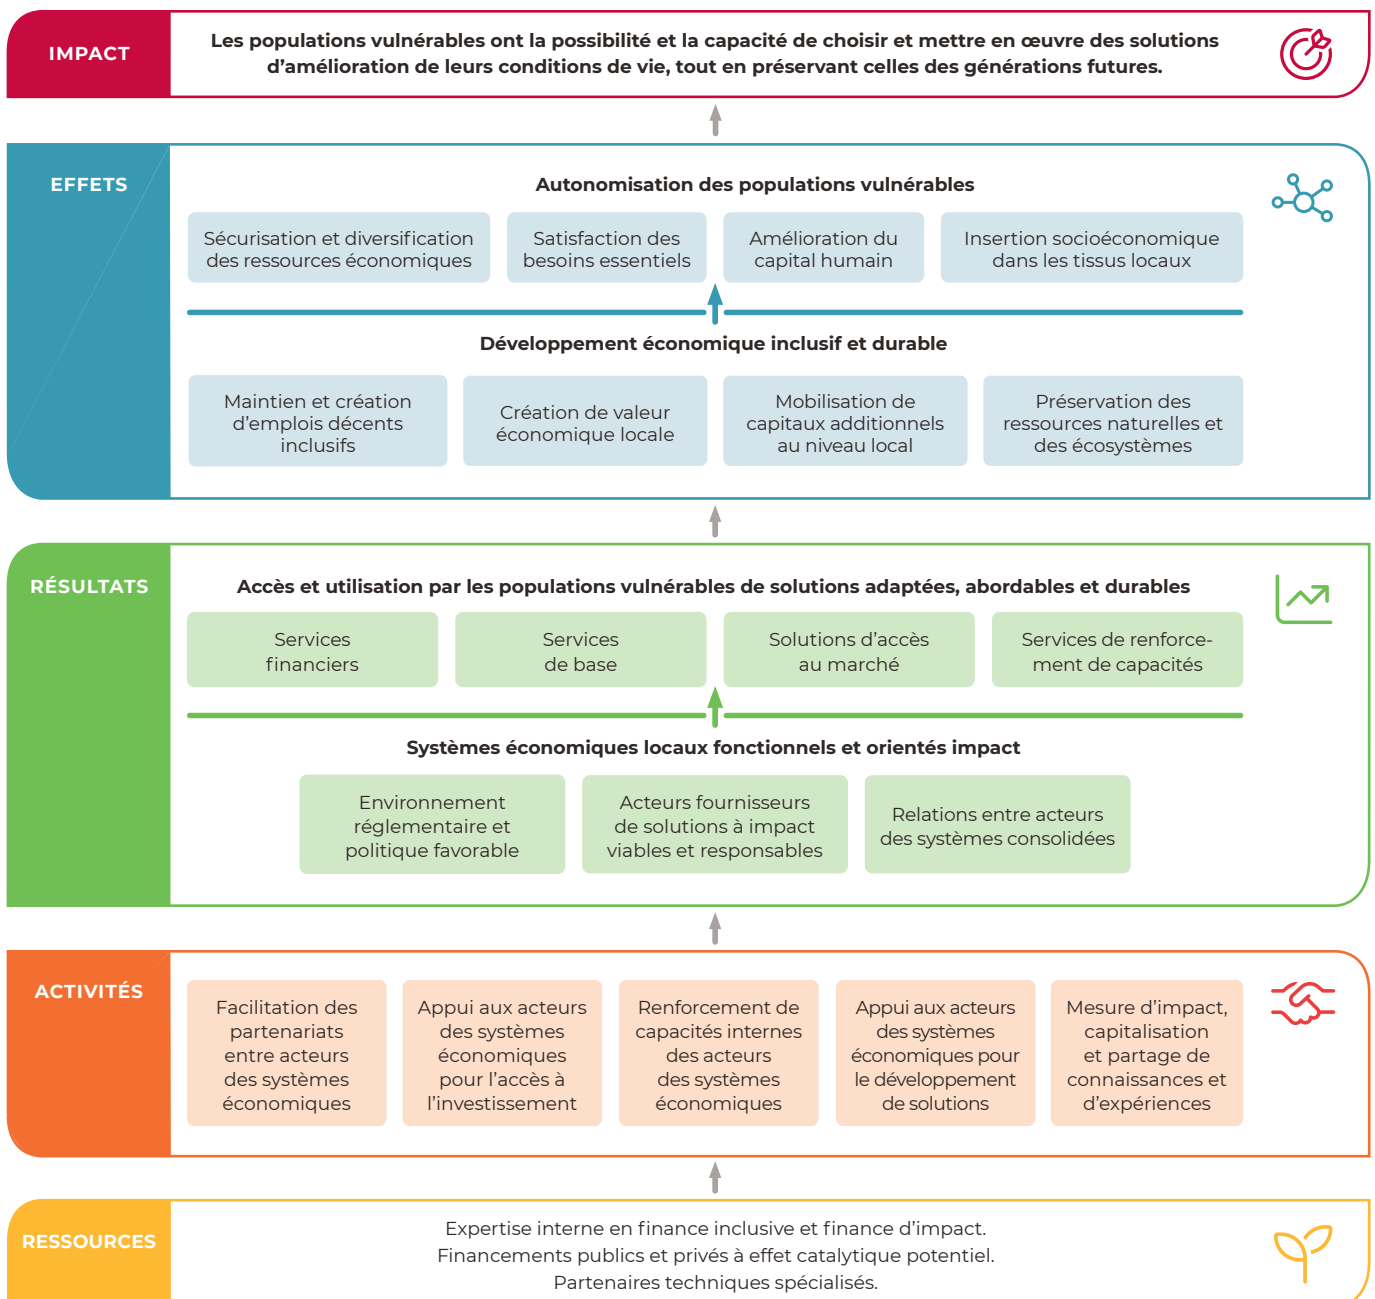 IMPACT
Les populations vulnérables ont la possibilité et la capacité de choisir et mettre en œuvre des solutions
d’amélioration de leurs conditions de vie, tout en préservant celles des générations futures.
EFFETS
Autonomisation des populations vulnérables
Sécurisation et diversification
des ressources économiques
Satisfaction des
besoins essentiels
Amélioration du
capital humain
Insertion socioéconomique
dans les tissus locaux
Développement économique inclusif et durable
Maintien et création
d’emplois décents
inclusifs
Création de valeur
économique locale
Mobilisation de
capitaux additionnels
au niveau local
Préservation des
ressources naturelles et
des écosystèmes
RÉSULTATS
Accès et utilisation par les populations vulnérables de solutions adaptées, abordables et durables
Services
financiers
Services
de base
Solutions d’accès
au marché
Services de renforce-
ment de capacités
Systèmes économiques locaux fonctionnels et orientés impact
Environnement
réglementaire et
politique favorable
Acteurs fournisseurs
de solutions à impact
viables et responsables
Relations entre acteurs
des systèmes consolidées
ACTIVITÉS
Facilitation des
partenariats
entre acteurs
des systèmes
économiques
Appui aux acteurs
des systèmes
économiques
pour l’accès à
l’investissement
Renforcement de
capacités internes
des acteurs
des systèmes
économiques
Appui aux acteurs
des systèmes
économiques pour
le développement
de solutions
Mesure d’impact,
capitalisation
et partage de
connaissances et
d’expériences
RESSOURCES
Expertise interne en finance inclusive et finance d’impact.
Financements publics et privés à effet catalytique potentiel.
Partenaires techniques spécialisés.